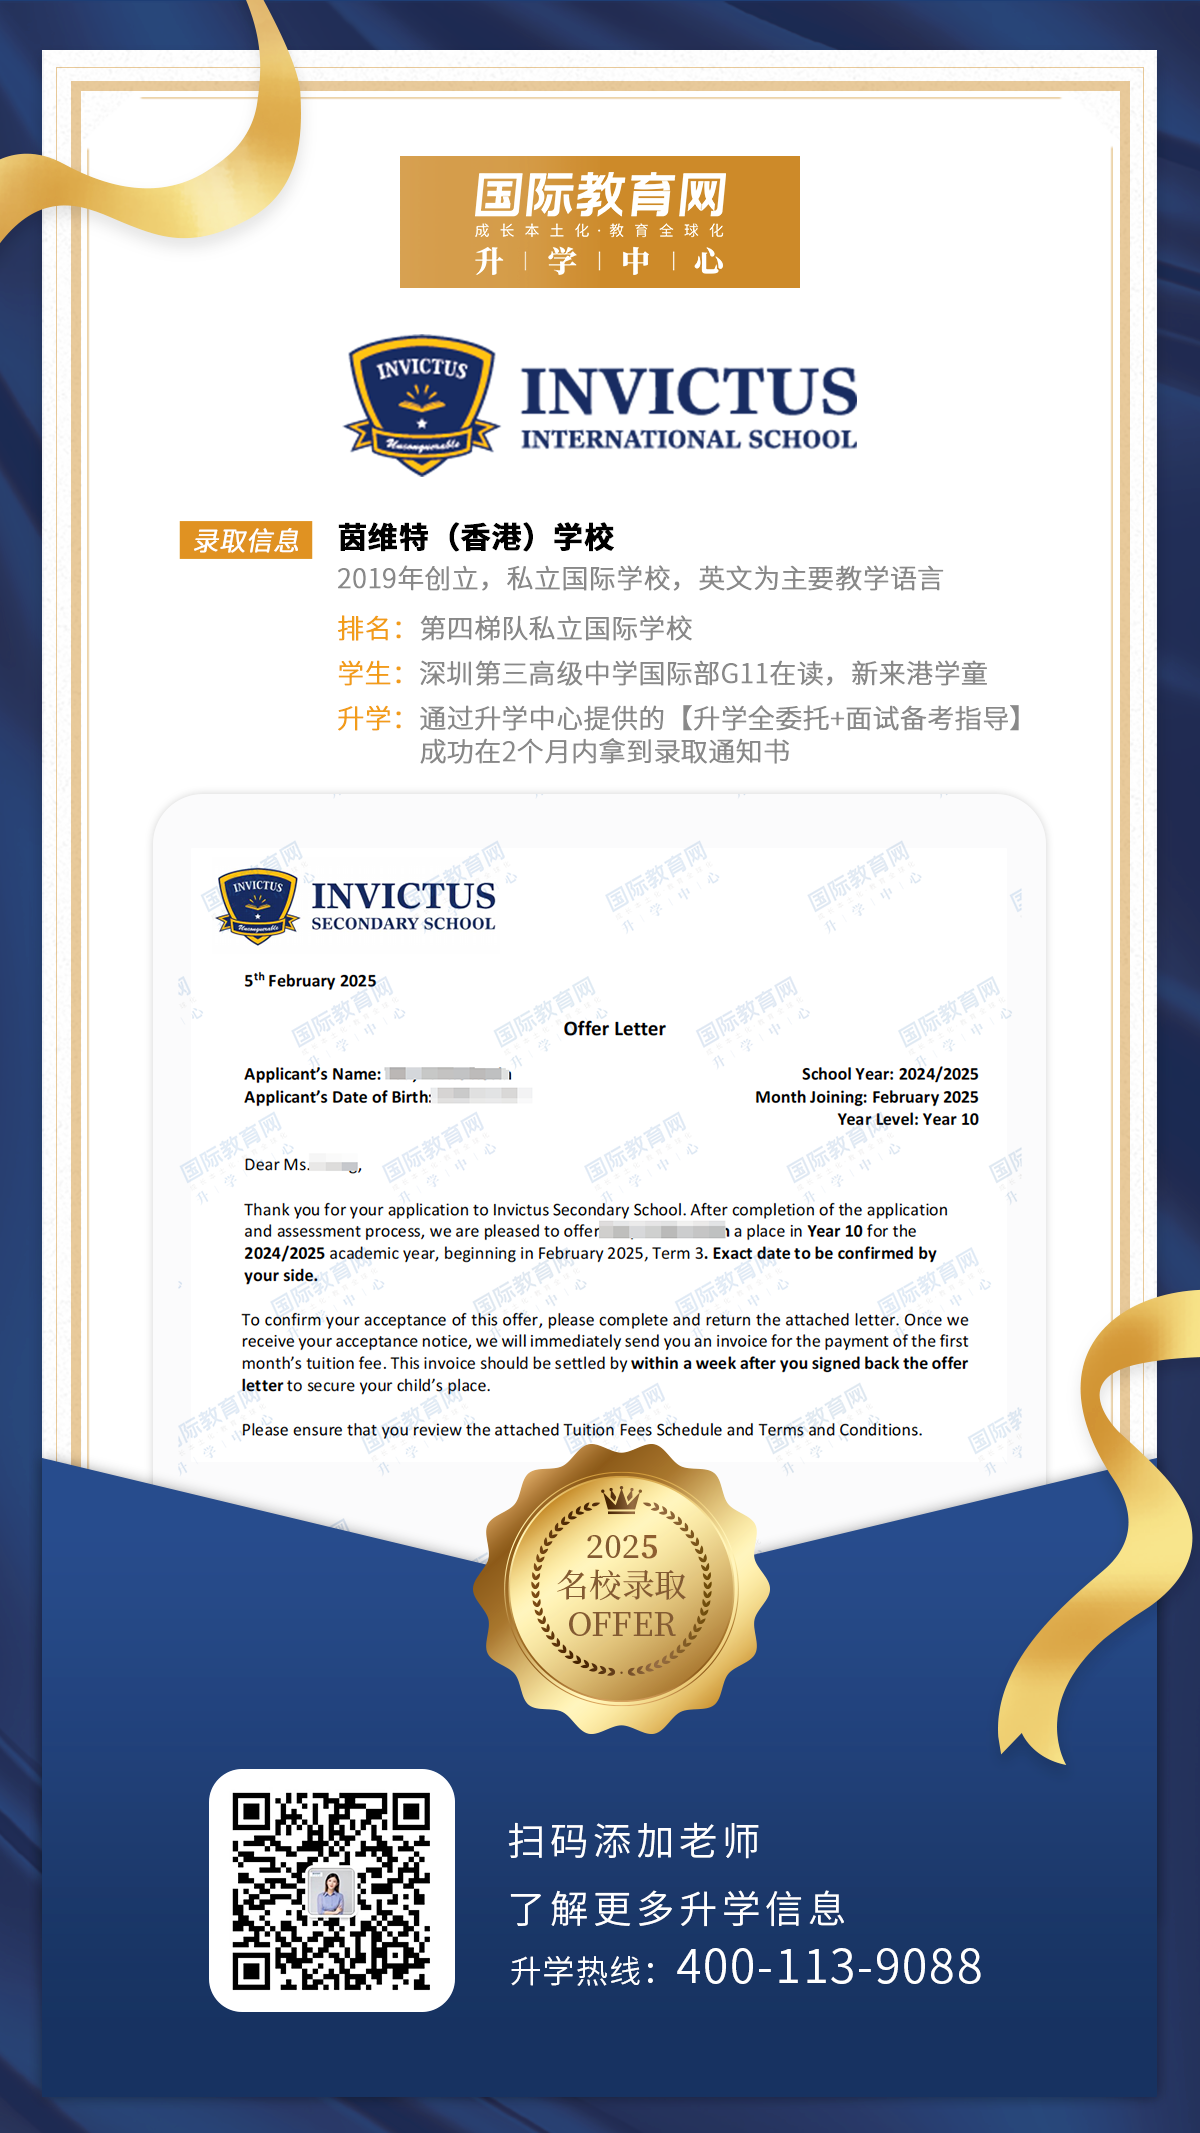 国际教育网
成长本土化·教育全球化
升|学|中|心
INVICTUS
Unconquerable
INVICTUS
INTERNATIONAL SCHOOL
录取信息
茵维特（香港）学校
2019年创立，私立国际学校，英文为主要教学语言
排名：第四梯队私立国际学校
学生：深圳第三高级中学国际部G11在读，新来港学童
升学：通过升学中心提供的【升学全委托+面试备考指导】
成功在2个月内拿到录取通知书
INVICTUS
Unconquerable
INVICTUS
SECONDARY SCHOOL
5th February 2025
Offer Letter
Applicant’s Name:
School Year: 2024/2025
Applicant’s Date of Birth:
Month Joining: February 2025
Year Level: Year 10
Dear Ms.
Thank you for your application to Invictus Secondary School. After completion of the application
and assessment process, we are pleased to offer a place in Year 10 for the
2024/2025 academic year, beginning in February 2025, Term 3. Exact date to be confirmed by
your side.
To confirm your acceptance of this offer, please complete and return the attached letter. Once we
receive your acceptance notice, we will immediately send you an invoice for the payment of the first
month’s tuition fee. This invoice should be settled by within a week after you signed back the offer
letter to secure your child’s place.
Please ensure that you review the attached Tuition Fees Schedule and Terms and Conditions.
2025
名校录取
OFFER
扫码添加老师
了解更多升学信息
升学热线：400-113-9088